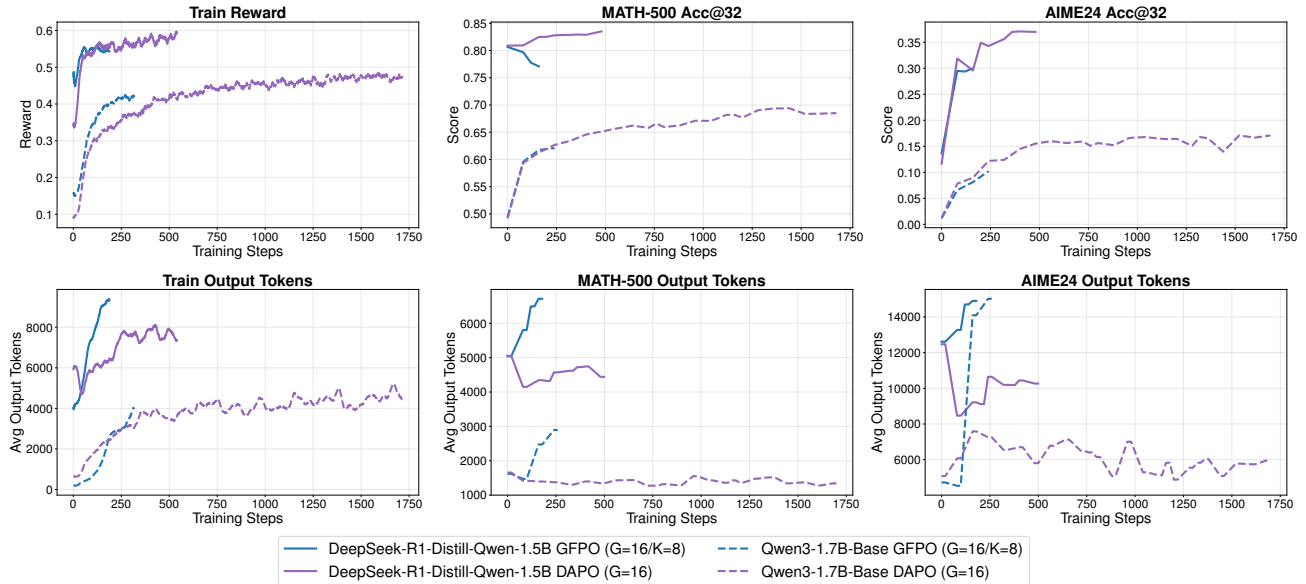 Train Reward
MATH-500 Acc@32
AIME24 Acc@32
Reward
0.6
0.5
0.4
0.3
0.2
0.1
0 250 500 750 1000 1250 1500 1750
Training Steps
Score
0.85
0.80
0.75
0.70
0.65
0.60
0.55
0.50
0 250 500 750 1000 1250 1500 1750
Training Steps
Score
0.35
0.30
0.25
0.20
0.15
0.10
0.05
0.00
0 250 500 750 1000 1250 1500 1750
Training Steps
Train Output Tokens
MATH-500 Output Tokens
AIME24 Output Tokens
Avg Output Tokens
8000
6000
4000
2000
0
0 250 500 750 1000 1250 1500 1750
Training Steps
Avg Output Tokens
7000
6000
5000
4000
3000
2000
1000
0 250 500 750 1000 1250 1500 1750
Training Steps
Avg Output Tokens
14000
12000
10000
8000
6000
0 250 500 750 1000 1250 1500 1750
Training Steps
DeepSeek-R1-Distill-Qwen-1.5B GFPO (G=16/K=8)
DeepSeek-R1-Distill-Qwen-1.5B DAPO (G=16)
Qwen3-1.7B-Base GFPO (G=16/K=8)
Qwen3-1.7B-Base DAPO (G=16)